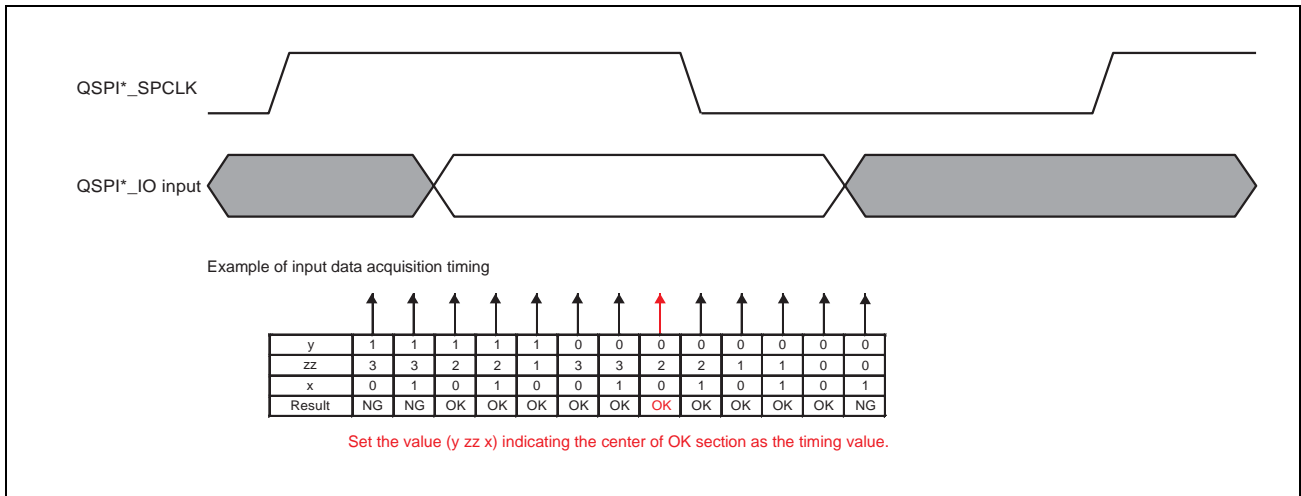 QSPI*_SPCLK
QSPI*_IO input
Example of input data acquisition timing
y 1 1 1 1 1 0 0 0 0 0 0 0 0
zz 3 3 2 2 1 3 3 2 2 1 1 0 0
x 0 1 0 1 0 0 1 0 1 0 1 0 1
Result NG NG OK OK OK OK OK OK OK OK OK OK NG
Set the value (y zz x) indicating the center of OK section as the timing value.